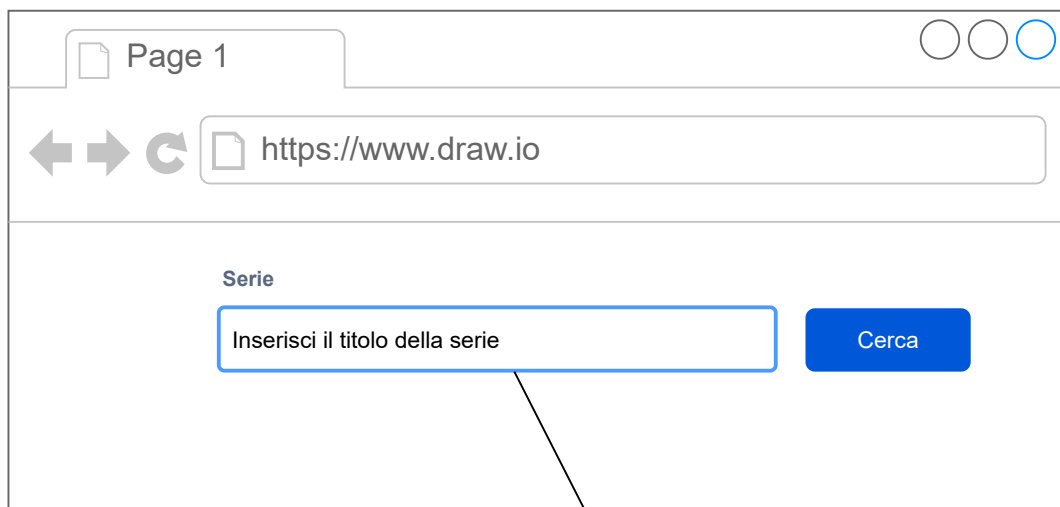 Page 1
https://www.draw.io
Serie
Inserisci il titolo della serie
Cerca